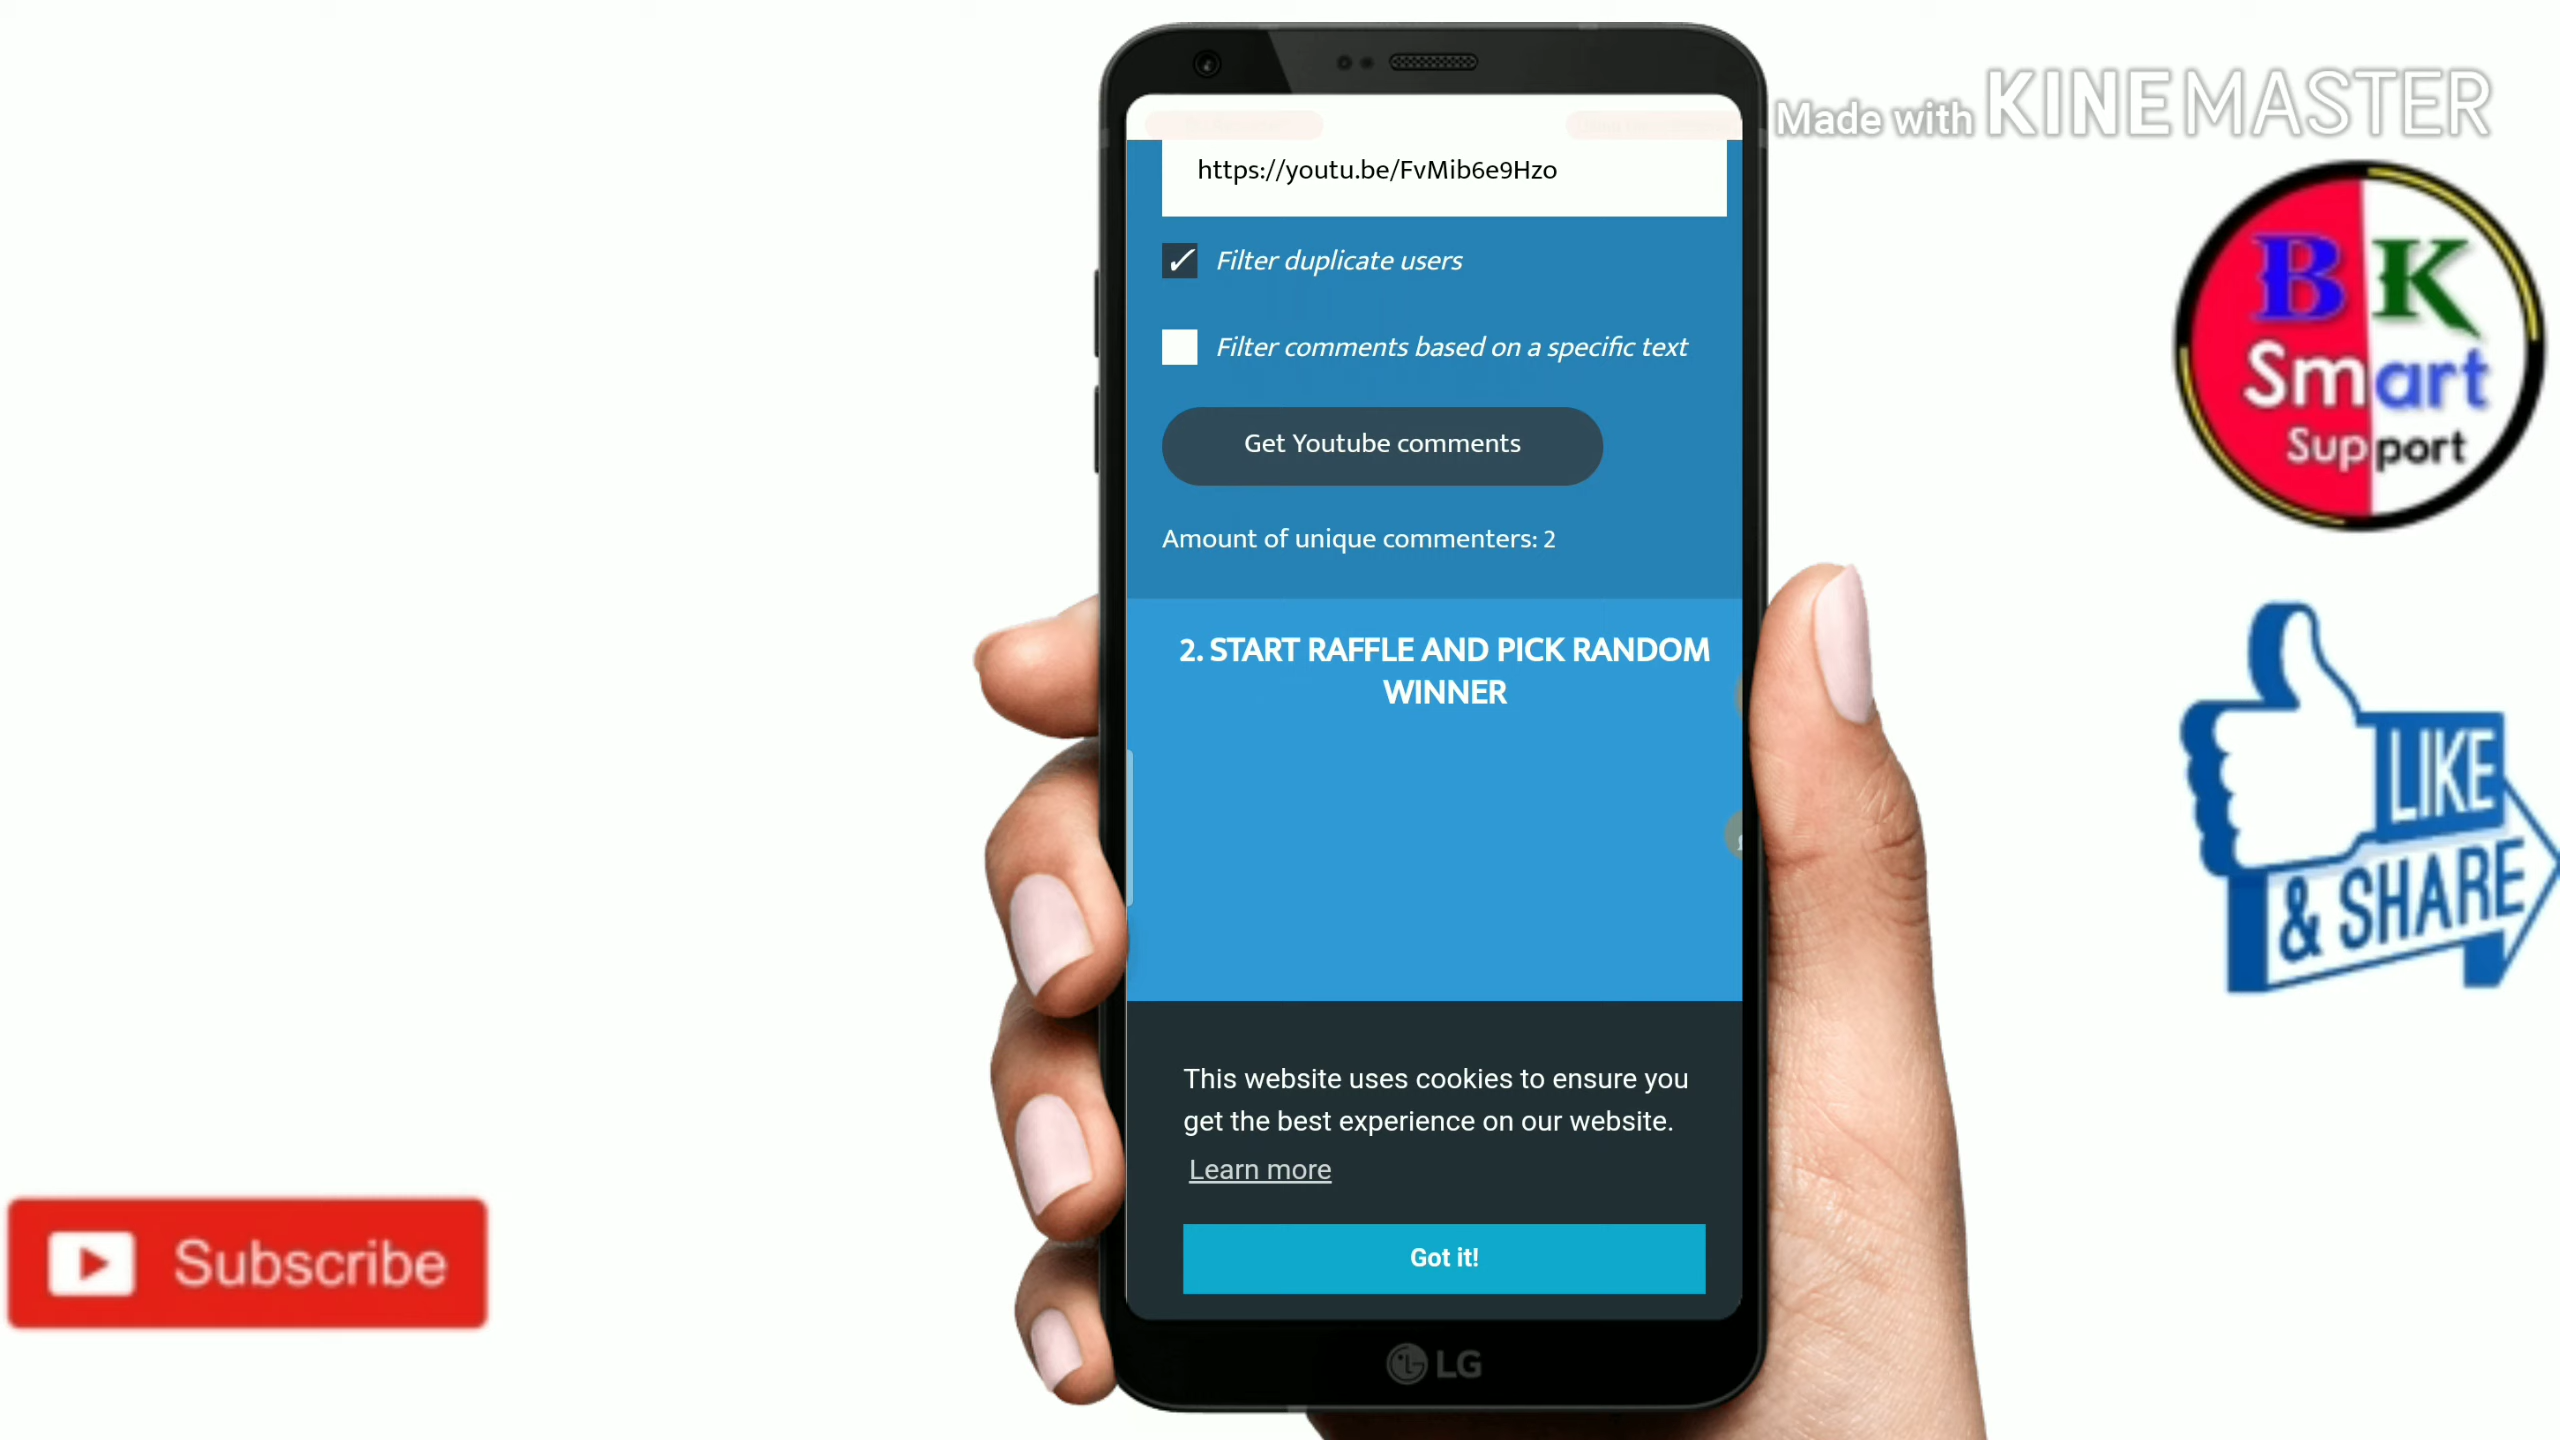 Made with KINEMASTER
https://youtu.be/FvMib6e9Hzo
✓ Filter duplicate users
Filter comments based on a specific text
Get Youtube comments
Amount of unique commenters: 2
2. START RAFFLE AND PICK RANDOM
WINNER
This website uses cookies to ensure you
get the best experience on our website.
Learn more
Got it!
LG
BK
Smart
Support
LIKE
& SHARE
Subscribe